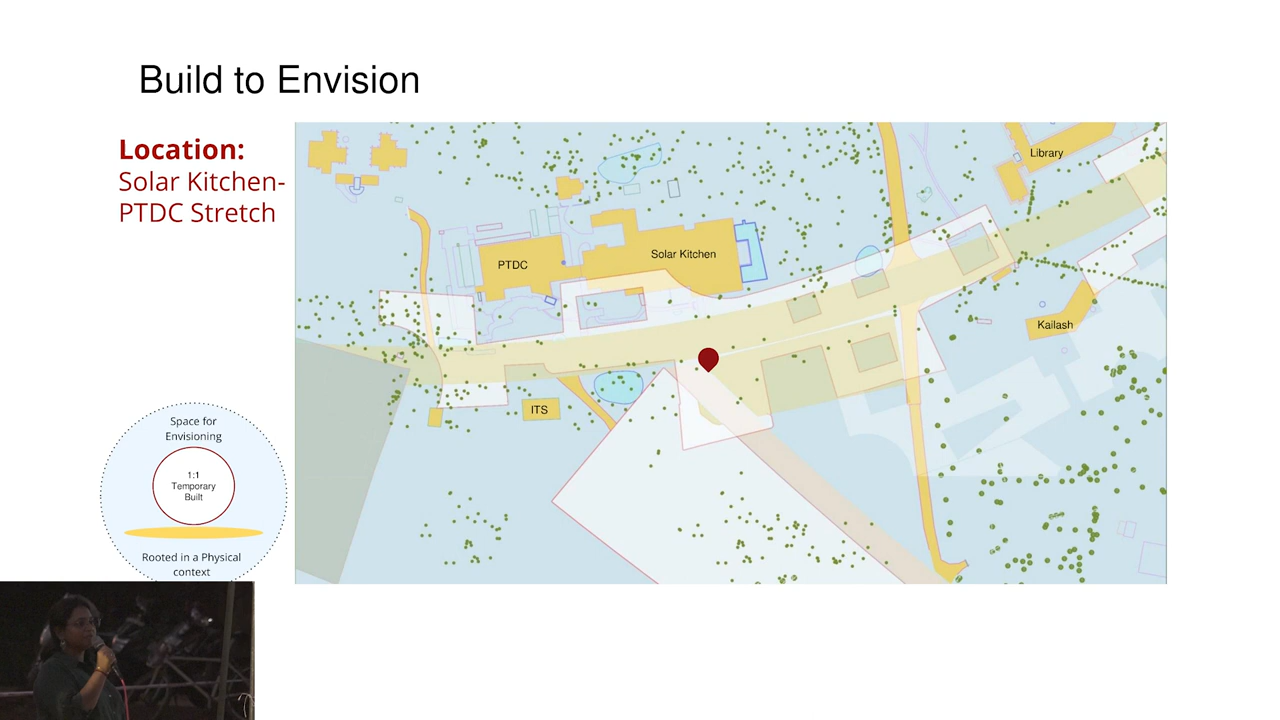 Build to Envision
Location:
Solar Kitchen-
PTDC Stretch
Library
Solar Kitchen
PTDC
Kailash
ITS
Space for
Envisioning
1:1
Temporary
Built
Rooted in a Physical
context